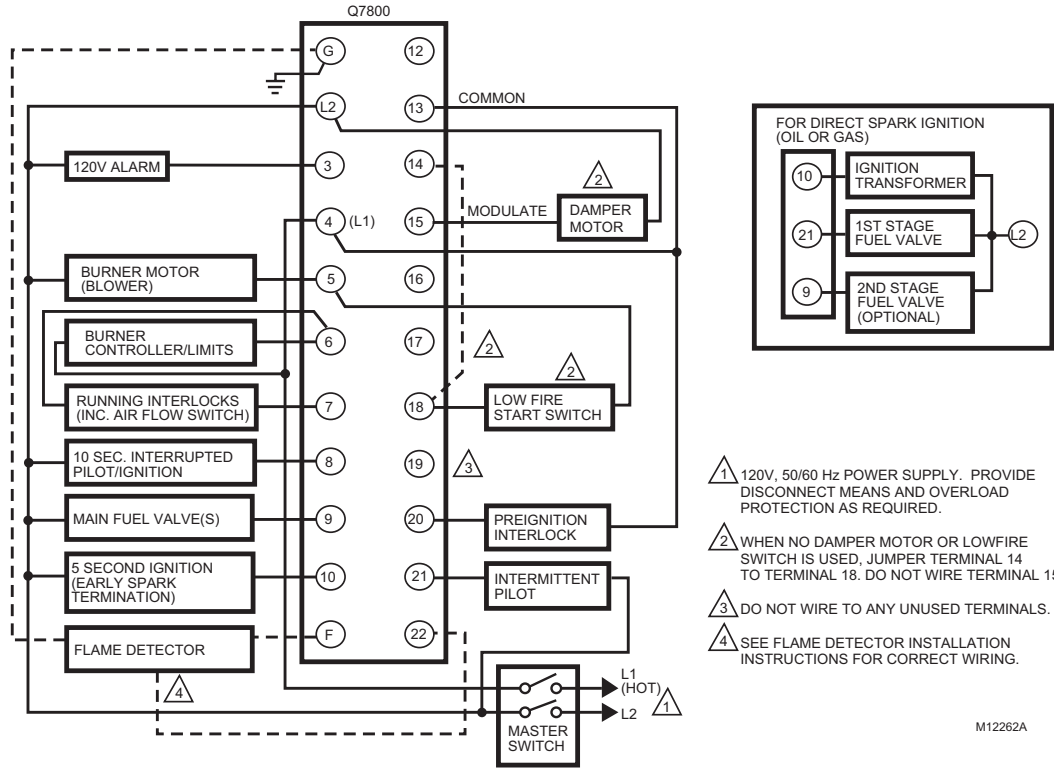 Q7800
G
12
L2
13
COMMON
120V ALARM
3
14
2
4
(L1)
15
MODULATE
DAMPER
MOTOR
BURNER MOTOR
(BLOWER)
5
16
BURNER
CONTROLLER/LIMITS
6
17
2
2
RUNNING INTERLOCKS
(INC. AIR FLOW SWITCH)
7
18
LOW FIRE
START SWITCH
10 SEC. INTERRUPTED
PILOT/IGNITION
8
19
3
MAIN FUEL VALVE(S)
9
20
PREIGNITION
INTERLOCK
5 SECOND IGNITION
(EARLY SPARK
TERMINATION)
10
21
INTERMITTENT
PILOT
FLAME DETECTOR
F
22
4
L1
(HOT)
L2
1
MASTER
SWITCH
FOR DIRECT SPARK IGNITION
(OIL OR GAS)
10
IGNITION
TRANSFORMER
21
1ST STAGE
FUEL VALVE
L2
9
2ND STAGE
FUEL VALVE
(OPTIONAL)
1 120V, 50/60 Hz POWER SUPPLY. PROVIDE
DISCONNECT MEANS AND OVERLOAD
PROTECTION AS REQUIRED.
2 WHEN NO DAMPER MOTOR OR LOWFIRE
SWITCH IS USED, JUMPER TERMINAL 14
TO TERMINAL 18. DO NOT WIRE TERMINAL 15
3 DO NOT WIRE TO ANY UNUSED TERMINALS.
4 SEE FLAME DETECTOR INSTALLATION
INSTRUCTIONS FOR CORRECT WIRING.
M12262A